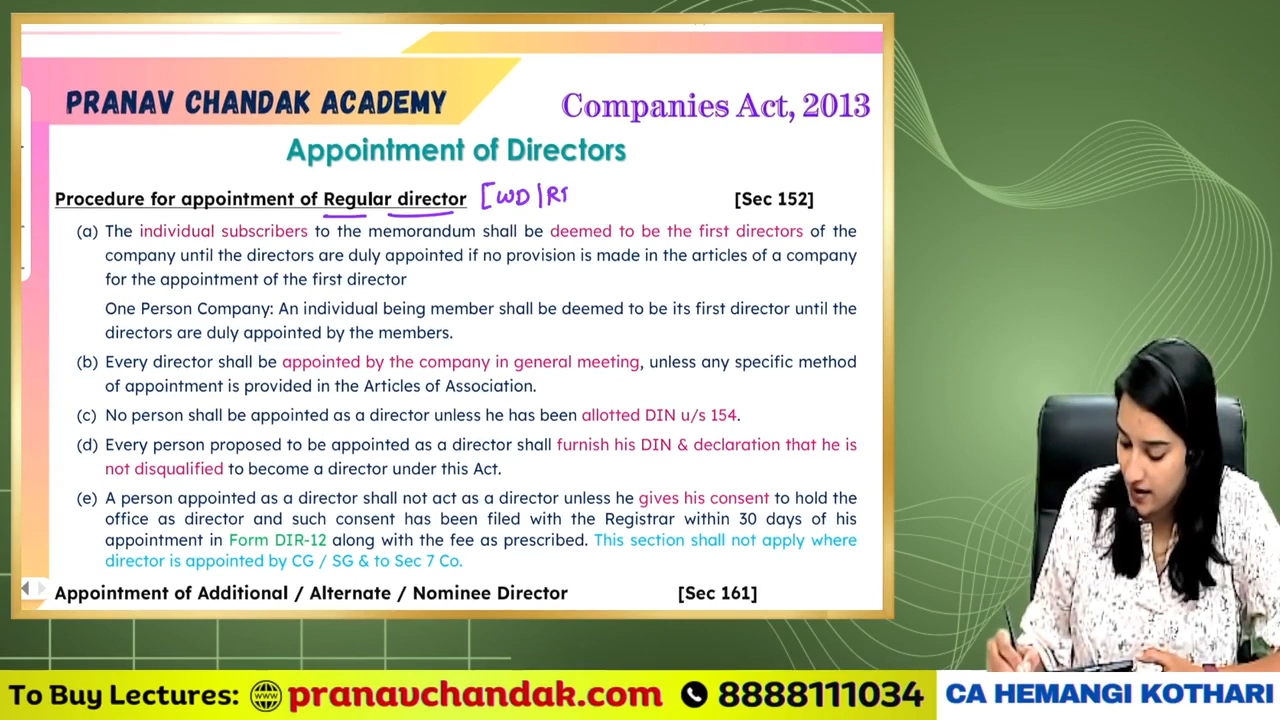 PRANAV CHANDAK ACADEMY
Companies Act, 2013
Appointment of Directors
Procedure for appointment of Regular director [WD|RD [Sec 152]
(a) The individual subscribers to the memorandum shall be deemed to be the first directors of the
company until the directors are duly appointed if no provision is made in the articles of a company
for the appointment of the first director
One Person Company: An individual being member shall be deemed to be its first director until the
directors are duly appointed by the members.
(b) Every director shall be appointed by the company in general meeting, unless any specific method
of appointment is provided in the Articles of Association.
(c) No person shall be appointed as a director unless he has been allotted DIN u/s 154.
(d) Every person proposed to be appointed as a director shall furnish his DIN & declaration that he is
not disqualified to become a director under this Act.
(e) A person appointed as a director shall not act as a director unless he gives his consent to hold the
office as director and such consent has been filed with the Registrar within 30 days of his
appointment in Form DIR-12 along with the fee as prescribed. This section shall not apply where
director is appointed by CG / SG & to Sec 7 Co.
Appointment of Additional / Alternate / Nominee Director [Sec 161]
To Buy Lectures: www pranavchandak.com 8888111034 CA HEMANGI KOTHARI